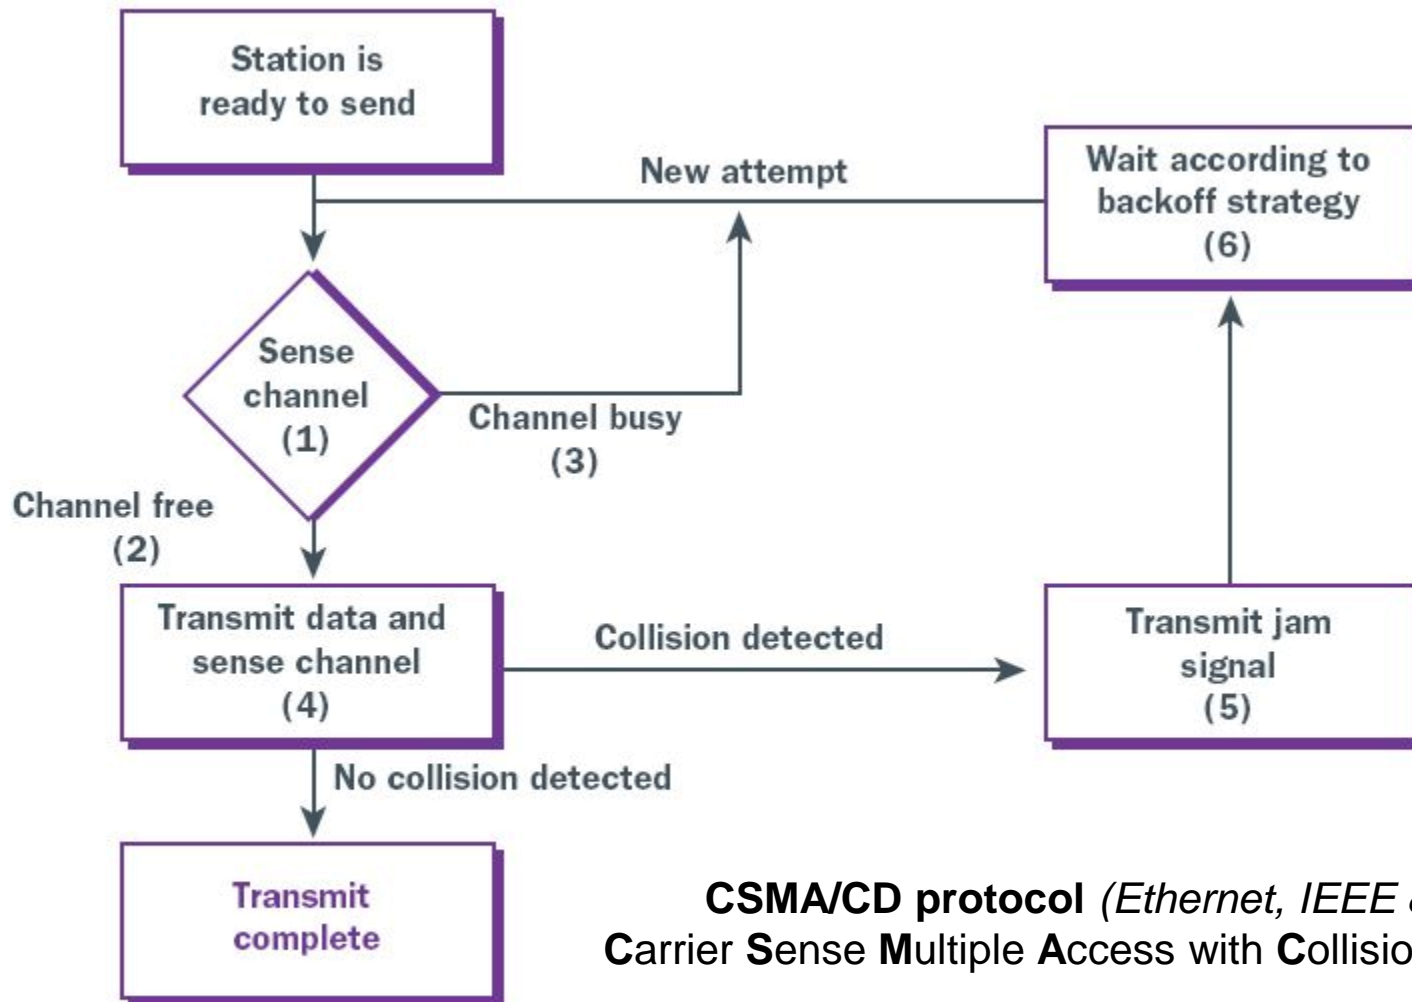 Station is
ready to send
New attempt
Wait according to
backoff strategy
(6)
Sense
channel
(1)
Channel busy
(3)
Channel free
(2)
Transmit data and
sense channel
(4)
Collision detected
Transmit jam
signal
(5)
No collision detected
Transmit
complete
CSMA/CD protocol (Ethernet, IEEE
Carrier Sense Multiple Access with